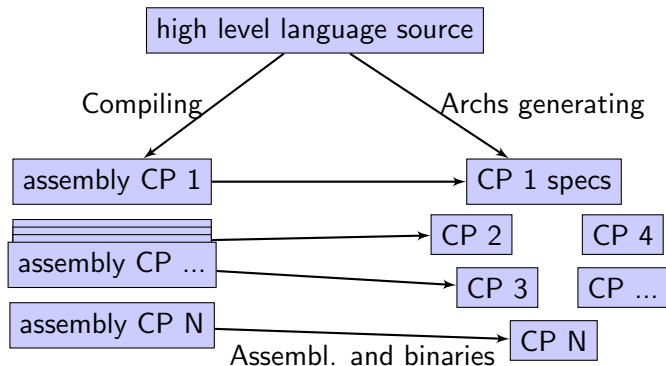 high level language source
Compiling
Archs generating
assembly CP 1
CP 1 specs
CP 2
CP 4
assembly CP ...
CP 3
CP ...
assembly CP N
CP N
Assembl. and binaries